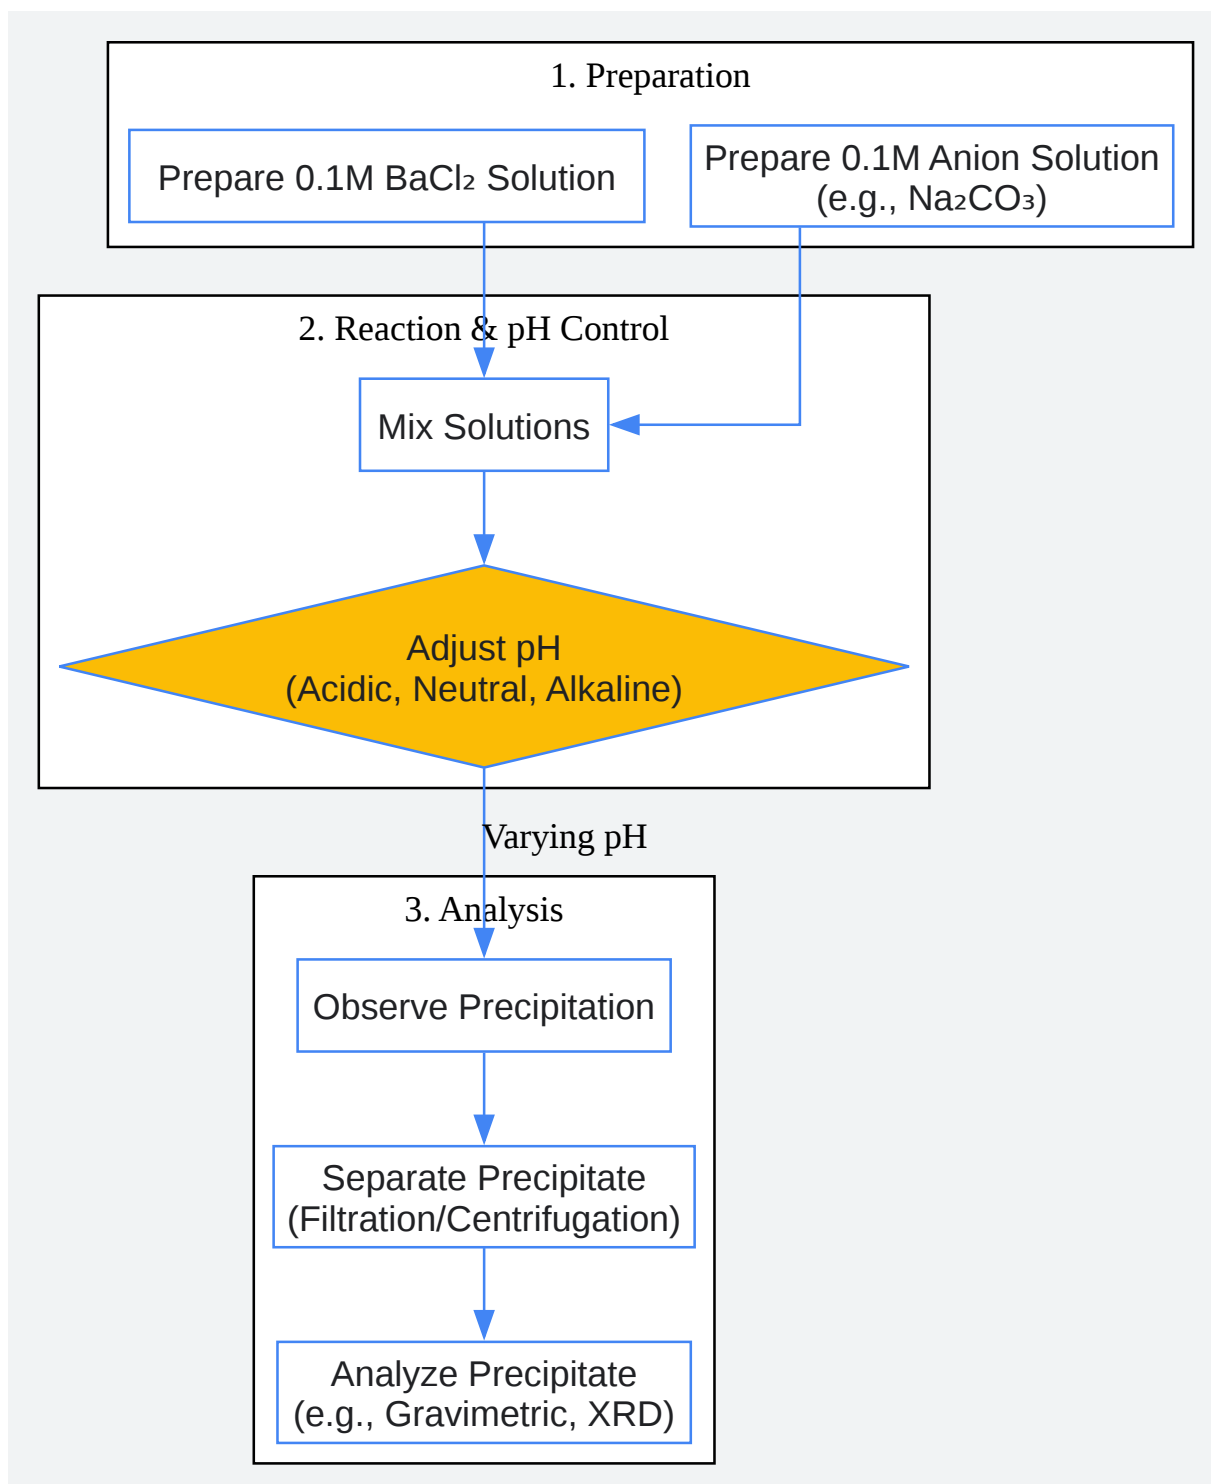 1. Preparation
Prepare 0.1M BaCl₂ Solution
Prepare 0.1M Anion Solution
(e.g., Na₂CO₃)
2. Reaction & pH Control
Mix Solutions
Adjust pH
(Acidic, Neutral, Alkaline)
Varying pH
3. Analysis
Observe Precipitation
Separate Precipitate
(Filtration/Centrifugation)
Analyze Precipitate
(e.g., Gravimetric, XRD)